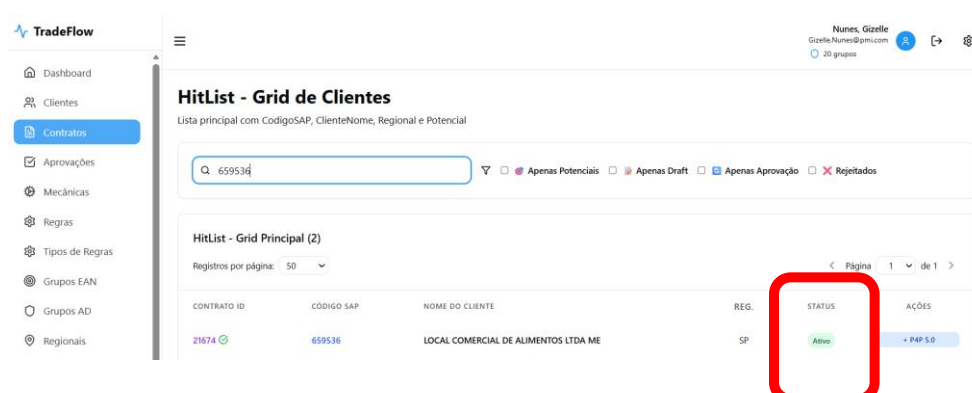 TradeFlow
Nunes, Gizelle
Gizelle.Nunes@pmi.com
20 grupos
Dashboard
Clientes
Contratos
Aprovações
Mecânicas
Regras
Tipos de Regras
Grupos EAN
Grupos AD
Regionais
HitList - Grid de Clientes
Lista principal com CodigoSAP, ClienteNome, Regional e Potencial
659536
Apenas Potenciais Apenas Draft Apenas Aprovação Rejeitados
HitList - Grid Principal (2)
Registros por página: 50
Página 1 de 1
CONTRATO ID CÓDIGO SAP NOME DO CLIENTE REG. STATUS AÇÕES
21674 659536 LOCAL COMERCIAL DE ALIMENTOS LTDA ME SP Ativo + P4P 5.0